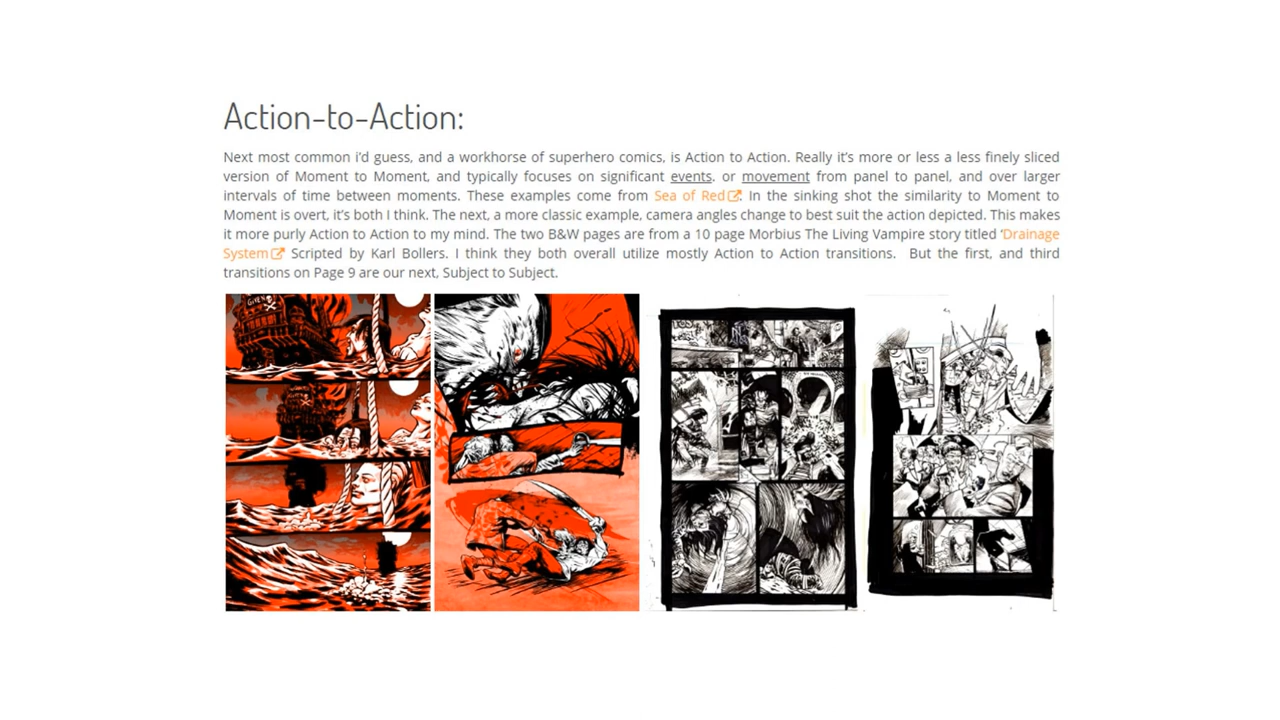 Action-to-Action:
Next most common i'd guess, and a workhorse of superhero comics, is Action to Action. Really it's more or less a less finely sliced
version of Moment to Moment, and typically focuses on significant events. or movement from panel to panel, and over larger
intervals of time between moments. These examples come from Sea of Red. In the sinking shot the similarity to Moment to
Moment is overt, it's both I think. The next, a more classic example, camera angles change to best suit the action depicted. This makes
it more purly Action to Action to my mind. The two B&W pages are from a 10 page Morbius The Living Vampire story titled ‘Drainage
System Scripted by Karl Bollers. I think they both overall utilize mostly Action to Action transitions. But the first, and third
transitions on Page 9 are our next, Subject to Subject.